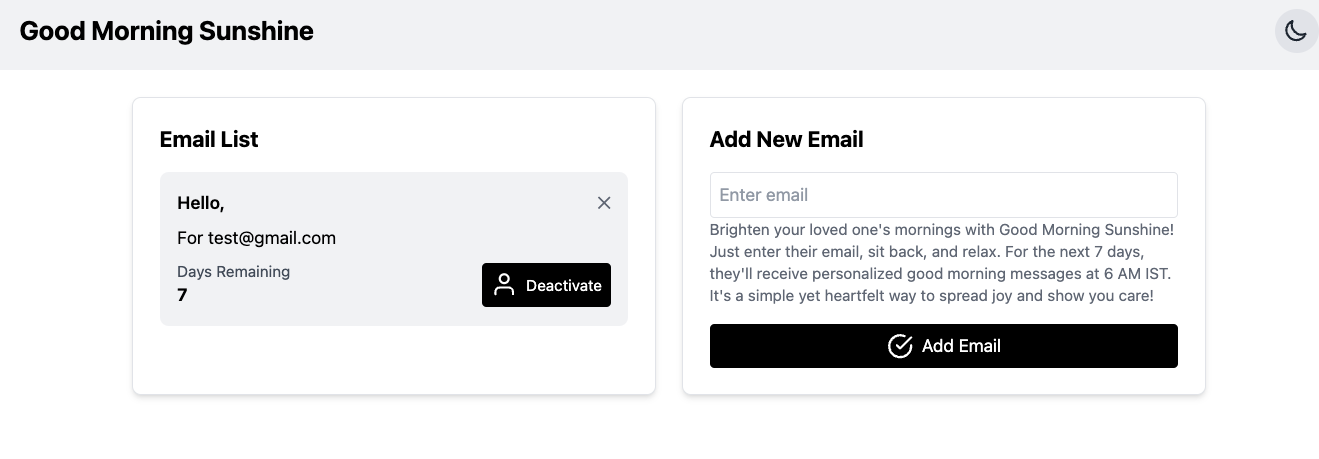 Good Morning Sunshine
Email List
Hello,
For test@gmail.com
Days Remaining
7
Deactivate
Add New Email
Enter email
Brighten your loved one's mornings with Good Morning Sunshine!
Just enter their email, sit back, and relax. For the next 7 days,
they'll receive personalized good morning messages at 6 AM IST.
It's a simple yet heartfelt way to spread joy and show you care!
Add Email